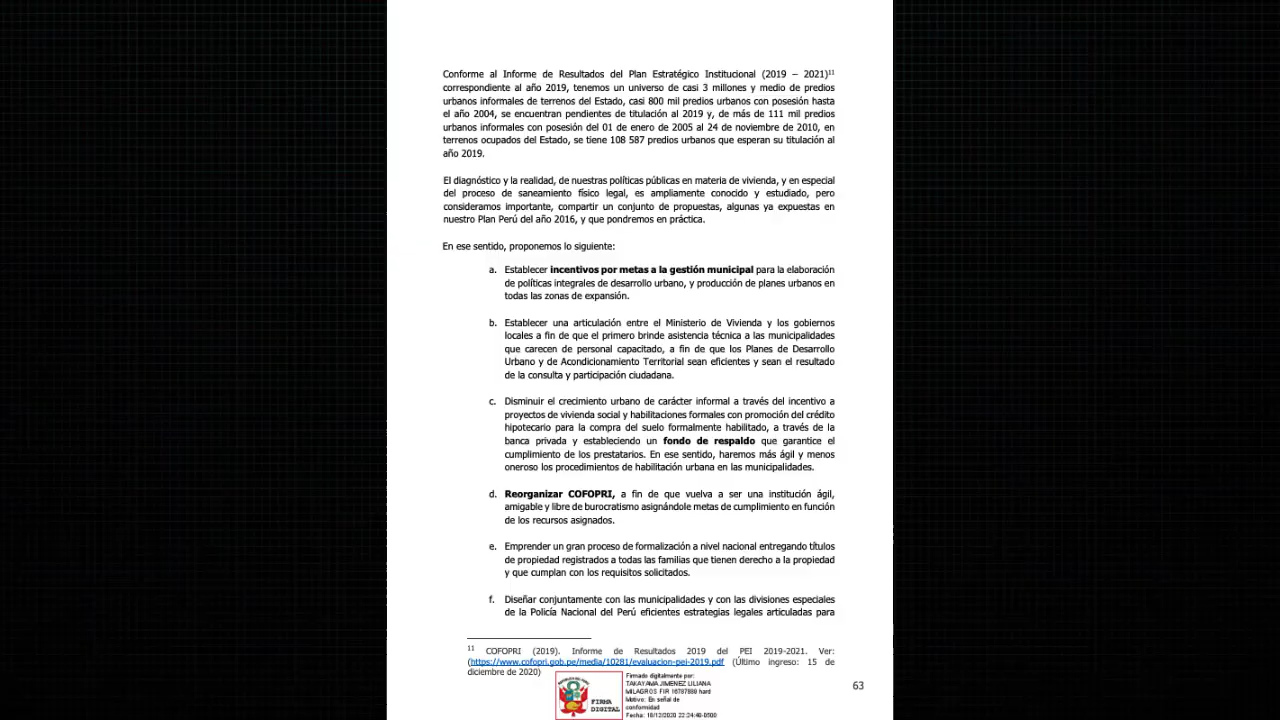 Conforme al Informe de Resultados del Plan Estratégico Institucional (2019 – 2021)11
correspondiente al año 2019, tenemos un universo de casi 3 millones y medio de predios
urbanos informales de terrenos del Estado, casi 800 mil predios urbanos con posesión hasta
el año 2004, se encuentran pendientes de titulación al 2019 y, de más de 111 mil predios
urbanos informales con posesión del 01 de enero de 2005 al 24 de noviembre de 2010, en
terrenos ocupados del Estado, se tiene 108 587 predios urbanos que esperan su titulación al
año 2019.
El diagnóstico y la realidad, de nuestras políticas públicas en materia de vivienda, y en especial
del proceso de saneamiento físico legal, es ampliamente conocido y estudiado, pero
consideramos importante, compartir un conjunto de propuestas, algunas ya expuestas en
nuestro Plan Perú del año 2016, y que pondremos en práctica.
En ese sentido, proponemos lo siguiente:
a. Establecer incentivos por metas a la gestión municipal para la elaboración
de políticas integrales de desarrollo urbano, y producción de planes urbanos en
todas las zonas de expansión.
b. Establecer una articulación entre el Ministerio de Vivienda y los gobiernos
locales a fin de que el primero brinde asistencia técnica a las municipalidades
que carecen de personal capacitado, a fin de que los Planes de Desarrollo
Urbano y de Acondicionamiento Territorial sean eficientes y sean el resultado
de la consulta y participación ciudadana.
c. Disminuir el crecimiento urbano de carácter informal a través del incentivo a
proyectos de vivienda social y habilitaciones formales con promoción del crédito
hipotecario para la compra del suelo formalmente habilitado, a través de la
banca privada y estableciendo un fondo de respaldo que garantice el
cumplimiento de los prestatarios. En ese sentido, haremos más ágil y menos
oneroso los procedimientos de habilitación urbana en las municipalidades.
d. Reorganizar COFOPRI, a fin de que vuelva a ser una institución ágil,
amigable y libre de burocratismo asignándole metas de cumplimiento en función
de los recursos asignados.
e. Emprender un gran proceso de formalización a nivel nacional entregando títulos
de propiedad registrados a todas las familias que tienen derecho a la propiedad
y que cumplan con los requisitos solicitados.
f. Diseñar conjuntamente con las municipalidades y con las divisiones especiales
de la Policía Nacional del Perú eficientes estrategias legales articuladas para
11 COFOPRI (2019). Informe de Resultados 2019 del PEI 2019-2021. Ver:
(https://www.cofopri.gob.pe/media/10281/evaluacion-pei-2019.pdf (Último ingreso: 15 de
diciembre de 2020)
FIRMA
DIGITAL
Firmado digitalmente por:
TAKAYAMA JIMENEZ LILIANA
MILAGROS FIR 16787880 hard
Motivo: En señal de
conformidad
63